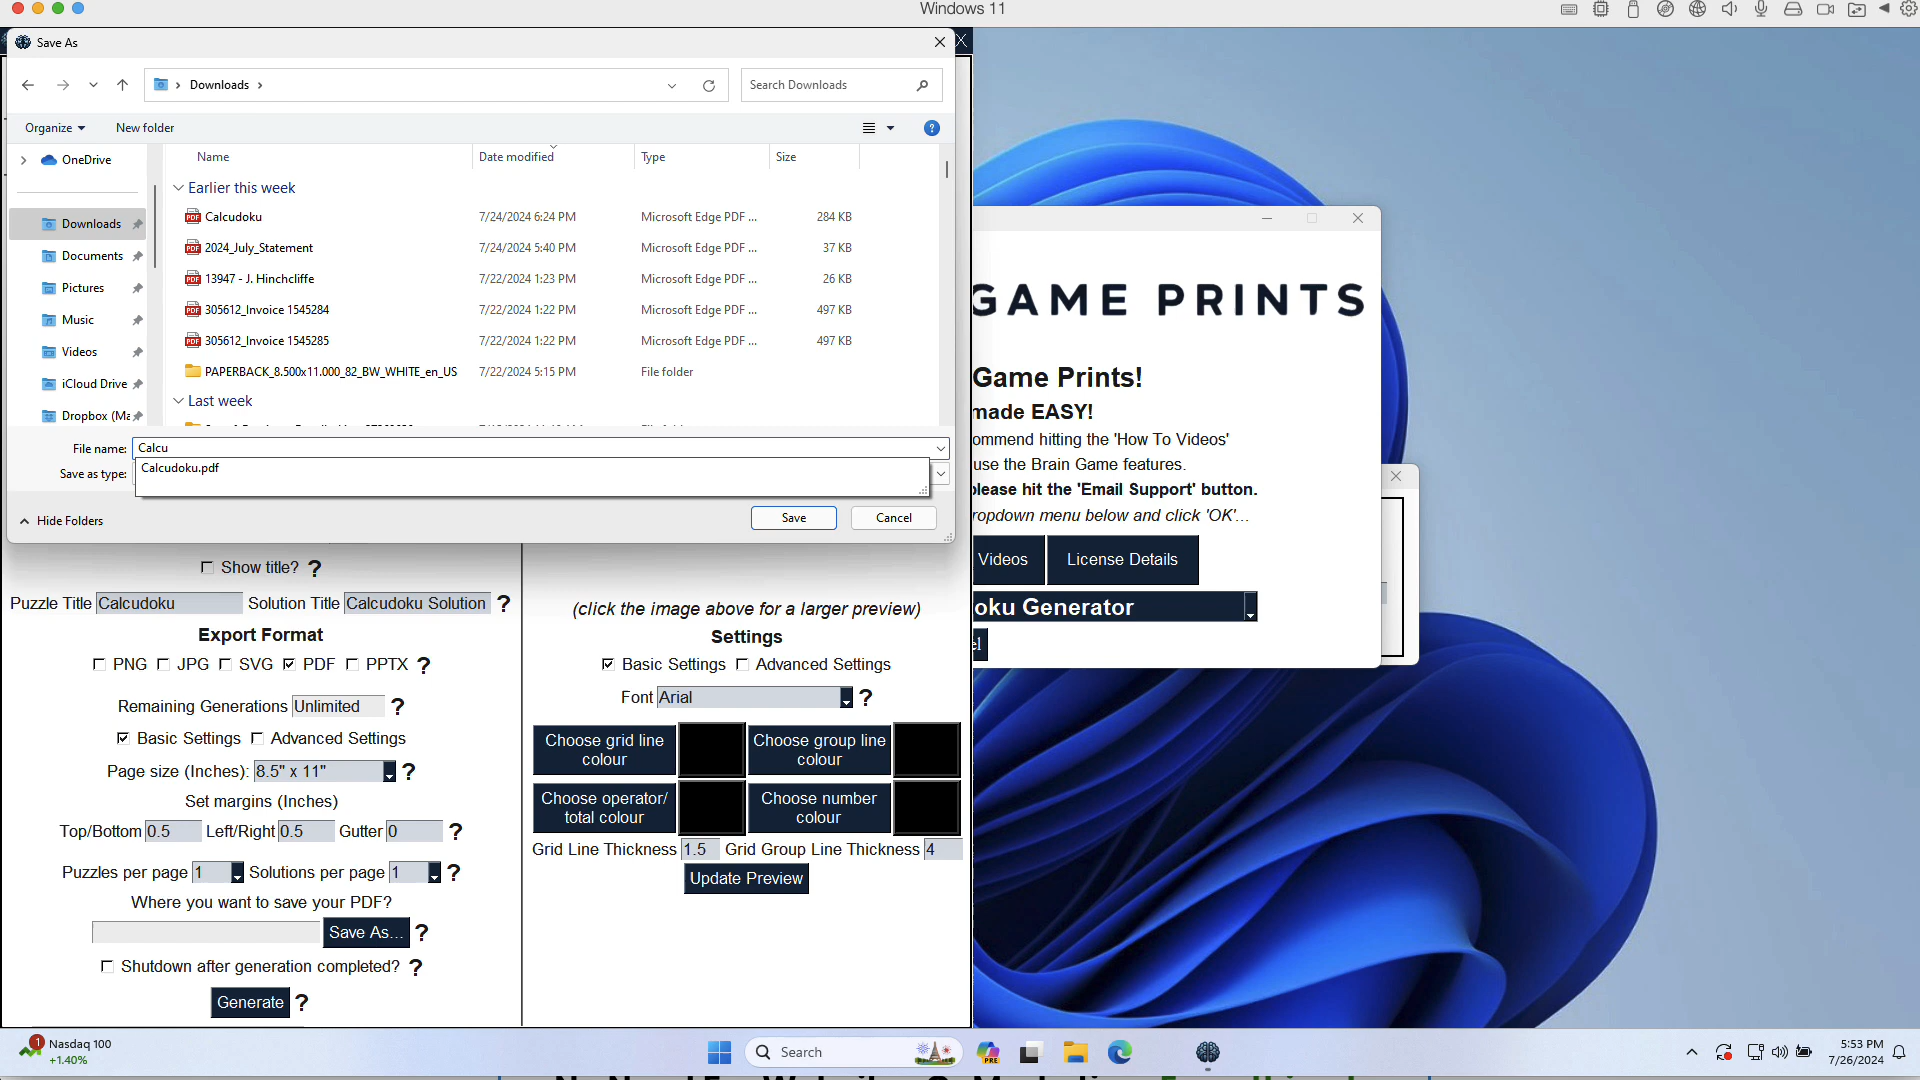 Windows 11
Save As
Downloads
Search Downloads
Organize
New folder
OneDrive
Downloads
Documents
Pictures
Music
Videos
iCloud Drive
Dropbox (Ma
Name Date modified Type Size
Earlier this week
Calcudoku 7/24/2024 6:24 PM Microsoft Edge PDF ... 284 KB
2024_July_Statement 7/24/2024 5:40 PM Microsoft Edge PDF ... 37 KB
13947 - J. Hinchcliffe 7/22/2024 1:23 PM Microsoft Edge PDF ... 26 KB
305612_Invoice 1545284 7/22/2024 1:22 PM Microsoft Edge PDF ... 497 KB
305612_Invoice 1545285 7/22/2024 1:22 PM Microsoft Edge PDF ... 497 KB
PAPERBACK_8.500x11.000_82_BW_WHITE_en_US 7/22/2024 5:15 PM File folder
Last week
File name: Calcu
Calcudoku.pdf
Save as type:
Hide Folders
Save
Cancel
GAME PRINTS
Game Prints!
made EASY!
ommend hitting the 'How To Videos'
use the Brain Game features.
please hit the 'Email Support' button.
ropdown menu below and click 'OK'...
Videos
License Details
oku Generator
Show title? ?
Puzzle Title Calcudoku Solution Title Calcudoku Solution ?
Export Format
PNG JPG SVG PDF PPTX ?
Remaining Generations Unlimited ?
Basic Settings Advanced Settings
Page size (Inches): 8.5" x 11" ?
Set margins (Inches)
Top/Bottom 0.5 Left/Right 0.5 Gutter 0 ?
Puzzles per page 1 Solutions per page 1 ?
Where you want to save your PDF?
Save As... ?
Shutdown after generation completed? ?
Generate ?
(click the image above for a larger preview)
Settings
Basic Settings Advanced Settings
Font Arial ?
Choose grid line
colour
Choose group line
colour
Choose operator/
total colour
Choose number
colour
Grid Line Thickness 1.5 Grid Group Line Thickness 4
Update Preview
1
Nasdaq 100
+1.40%
Search
PRE
5:53 PM
7/26/2024